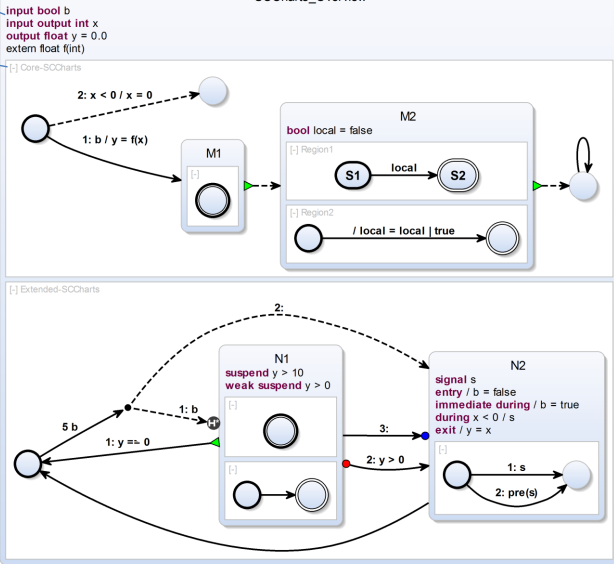 input bool b
input output int x
output float y = 0.0
extern float f(int)
[-] Core-SCCharts
2: x < 0 / x = 0
1: b / y = f(x)
M1
[-]
M2
bool local = false
[-] Region1
S1
local
S2
[-] Region2
/ local = local | true
[-] Extended-SCCharts
2:
N1
suspend y > 10
weak suspend y > 0
[-]
[-]
5 b
1: b
H*
1: y == 0
3:
2: y > 0
N2
signal s
entry / b = false
immediate during / b = true
during x < 0 / s
exit / y = x
[-]
1: s
2: pre(s)